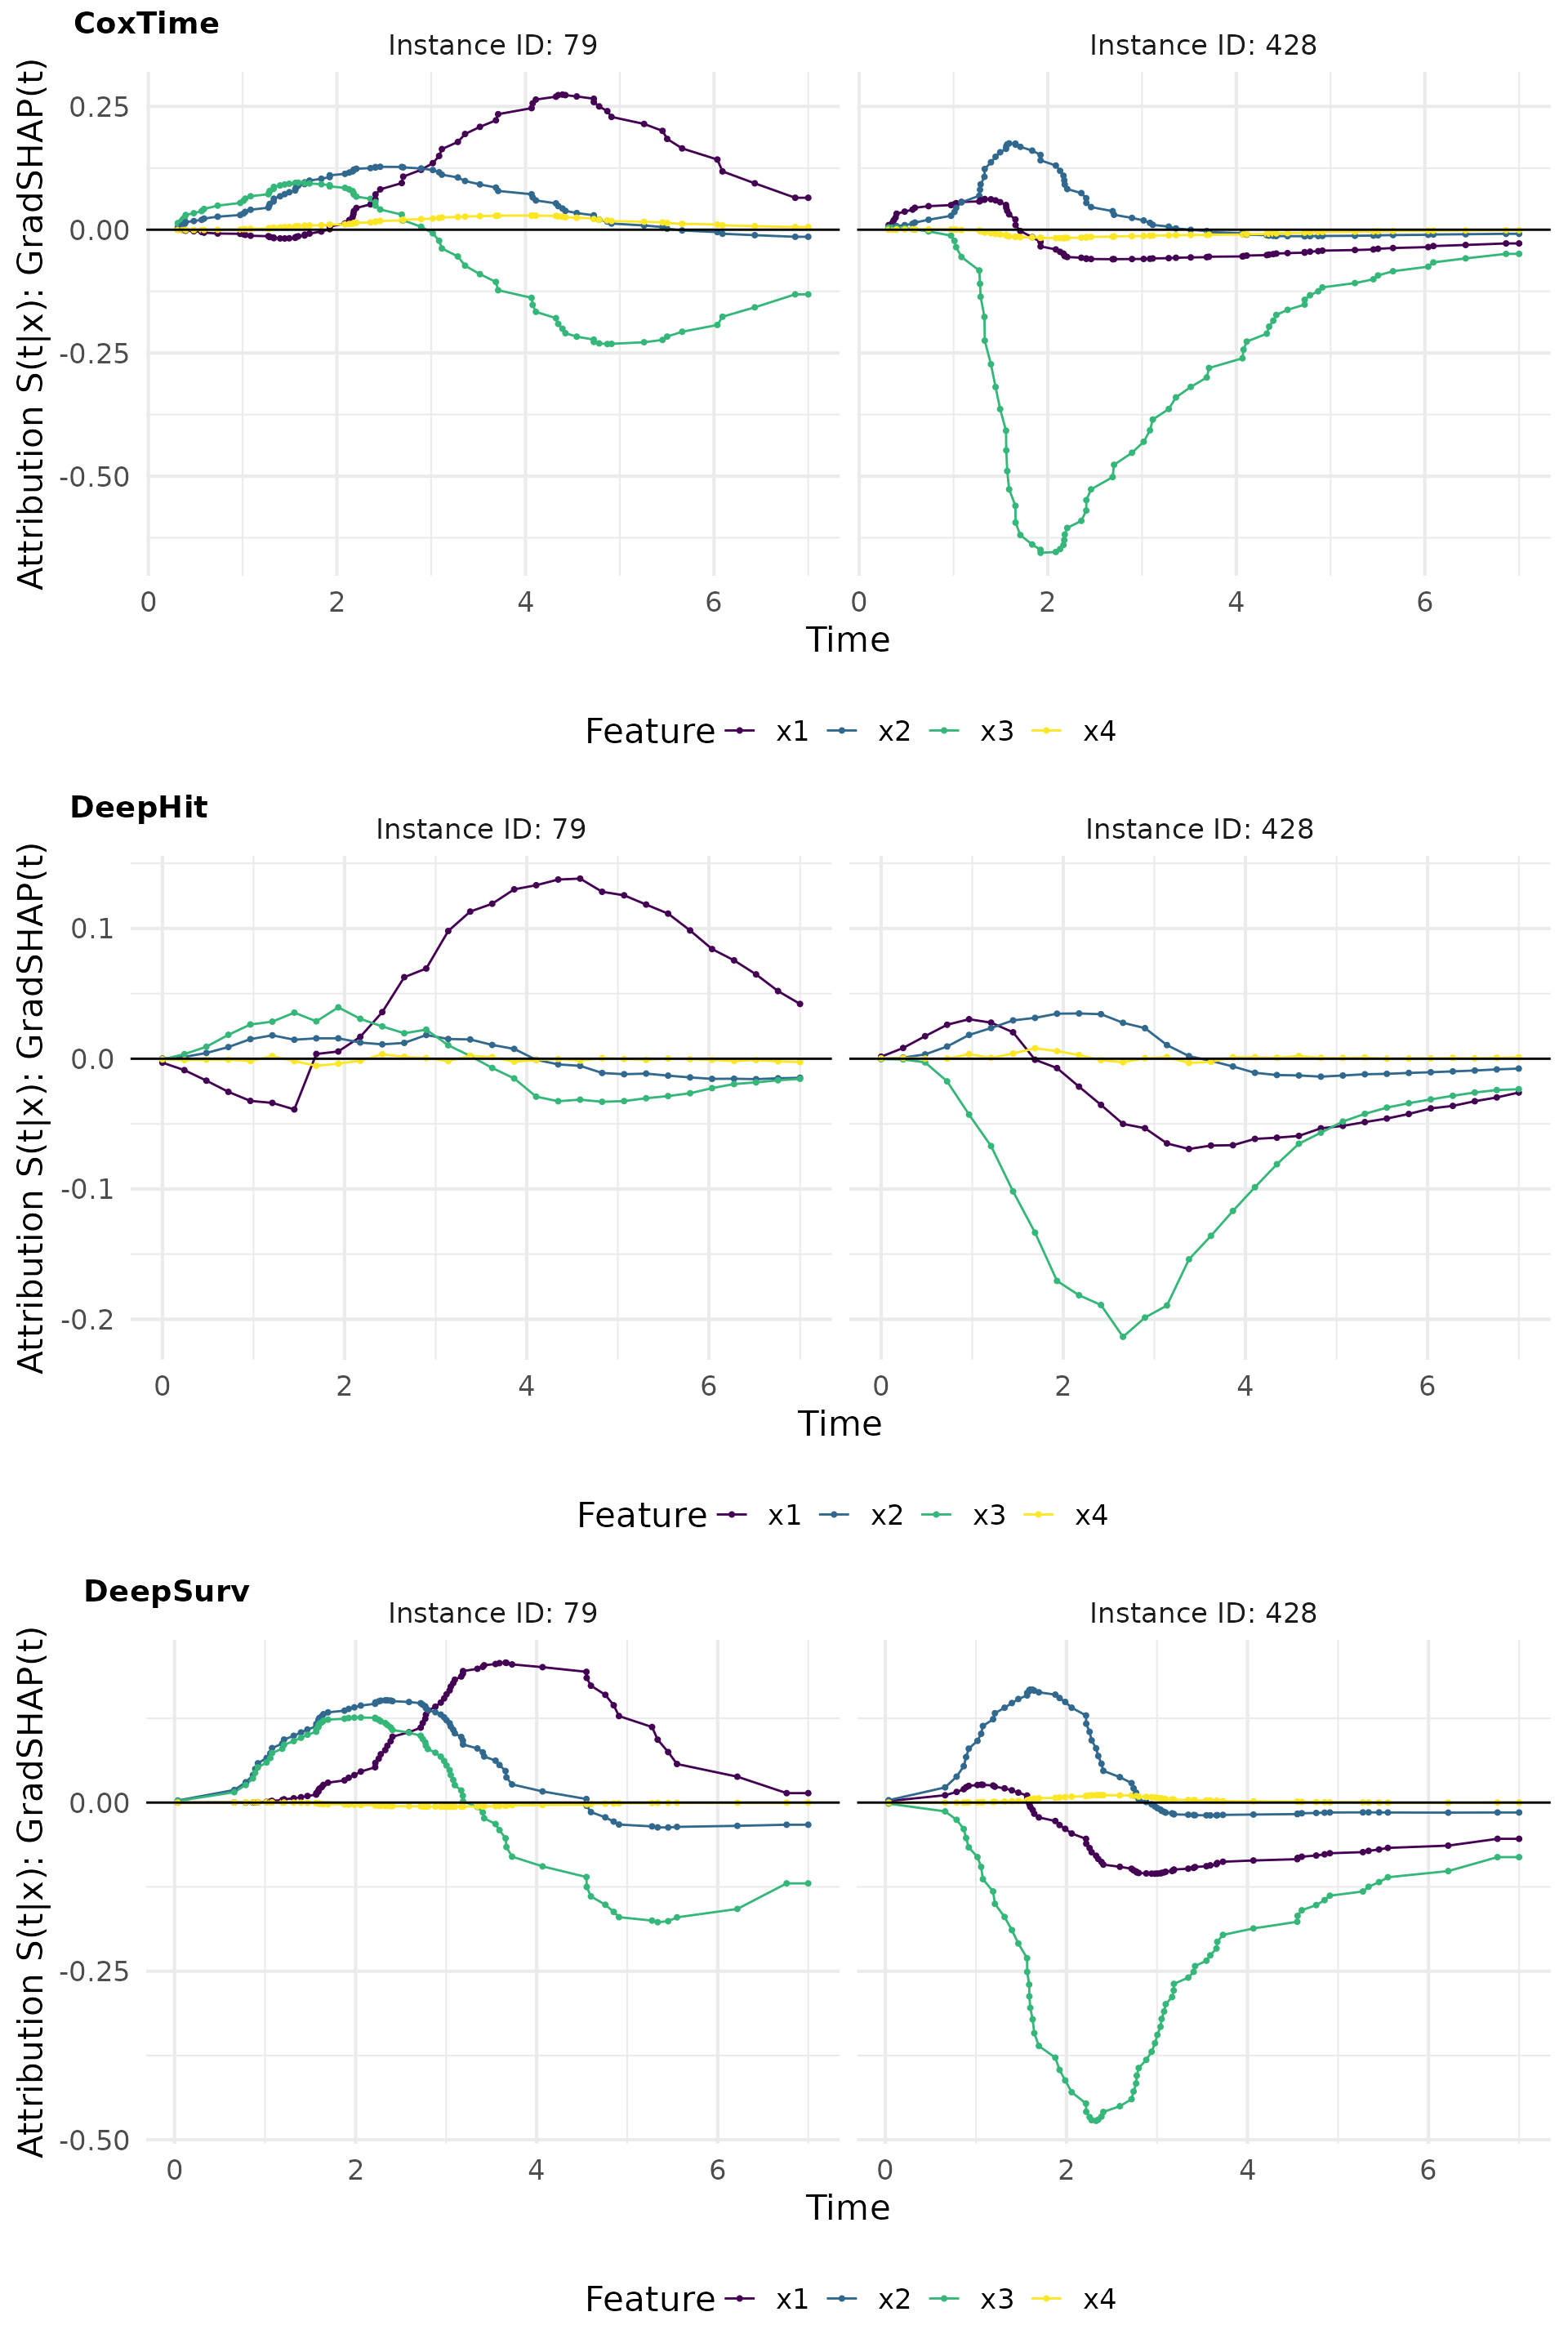 CoxTime
Instance ID: 79
Instance ID: 428
Attribution S(t|x): GradSHAP(t)
0.25
0.00
-0.25
-0.50
0 2 4 6
0 2 4 6
Time
Feature x1 x2 x3 x4
DeepHit
Instance ID: 79
Instance ID: 428
Attribution S(t|x): GradSHAP(t)
0.1
0.0
-0.1
-0.2
0 2 4 6
0 2 4 6
Time
Feature x1 x2 x3 x4
DeepSurv
Instance ID: 79
Instance ID: 428
Attribution S(t|x): GradSHAP(t)
0.00
-0.25
-0.50
0 2 4 6
0 2 4 6
Time
Feature x1 x2 x3 x4